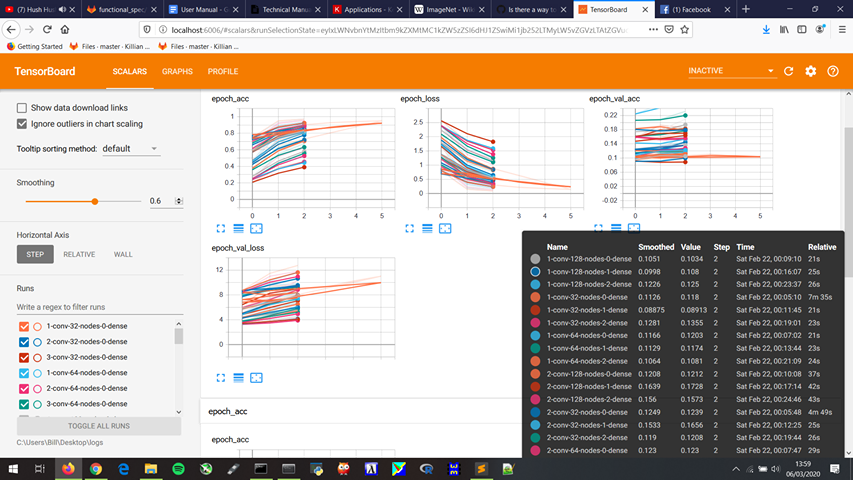 (7) Hush Hus
functional_spec
User Manual - G
Technical Manu
Applications - K
ImageNet - Wik
Is there a way to
TensorBoard
(1) Facebook
localhost:6006/#scalars&runSelectionState=
Getting Started
Files · master · Killian ...
Files · master · Killian ...
TensorBoard
SCALARS
GRAPHS
PROFILE
INACTIVE
Show data download links
Ignore outliers in chart scaling
Tooltip sorting method: default
Smoothing
0.6
Horizontal Axis
STEP
RELATIVE
WALL
Runs
Write a regex to filter runs
1-conv-32-nodes-0-dense
2-conv-32-nodes-0-dense
3-conv-32-nodes-0-dense
1-conv-64-nodes-0-dense
2-conv-64-nodes-0-dense
3-conv-64-nodes-0-dense
TOGGLE ALL RUNS
C:\Users\Bill\Desktop\logs
epoch_acc
1
0.8
0.6
0.4
0.2
0
0 1 2 3 4 5
epoch_loss
2.5
2
1.5
1
0.5
0
0 1 2 3 4 5
epoch_val_acc
0.22
0.18
0.14
0.1
0.06
0.02
-0.02
0 1 2 3 4 5
epoch_val_loss
12
8
4
0
epoch_acc
epoch_acc
Name Smoothed Value Step Time Relative
1-conv-128-nodes-0-dense 0.1051 0.1034 2 Sat Feb 22, 00:09:10 21s
1-conv-128-nodes-1-dense 0.0998 0.108 2 Sat Feb 22, 00:16:07 25s
1-conv-128-nodes-2-dense 0.1226 0.125 2 Sat Feb 22, 00:23:37 26s
1-conv-32-nodes-0-dense 0.1126 0.118 2 Sat Feb 22, 00:05:10 7m 35s
1-conv-32-nodes-1-dense 0.08875 0.08913 2 Sat Feb 22, 00:11:45 21s
1-conv-32-nodes-2-dense 0.1281 0.1355 2 Sat Feb 22, 00:19:01 23s
1-conv-64-nodes-0-dense 0.1166 0.1203 2 Sat Feb 22, 00:07:02 21s
1-conv-64-nodes-1-dense 0.1129 0.1174 2 Sat Feb 22, 00:13:44 23s
1-conv-64-nodes-2-dense 0.1064 0.1081 2 Sat Feb 22, 00:21:09 24s
2-conv-128-nodes-0-dense 0.1208 0.1212 2 Sat Feb 22, 00:10:08 37s
2-conv-128-nodes-1-dense 0.1639 0.1728 2 Sat Feb 22, 00:17:14 42s
2-conv-128-nodes-2-dense 0.156 0.1573 2 Sat Feb 22, 00:24:46 43s
2-conv-32-nodes-0-dense 0.1249 0.1239 2 Sat Feb 22, 00:05:48 4m 49s
2-conv-32-nodes-1-dense 0.1533 0.1656 2 Sat Feb 22, 00:12:25 25s
2-conv-32-nodes-2-dense 0.119 0.1208 2 Sat Feb 22, 00:19:44 26s
2-conv-64-nodes-0-dense 0.123 0.123 2 Sat Feb 22, 00:07:47 29s
13:59
06/03/2020